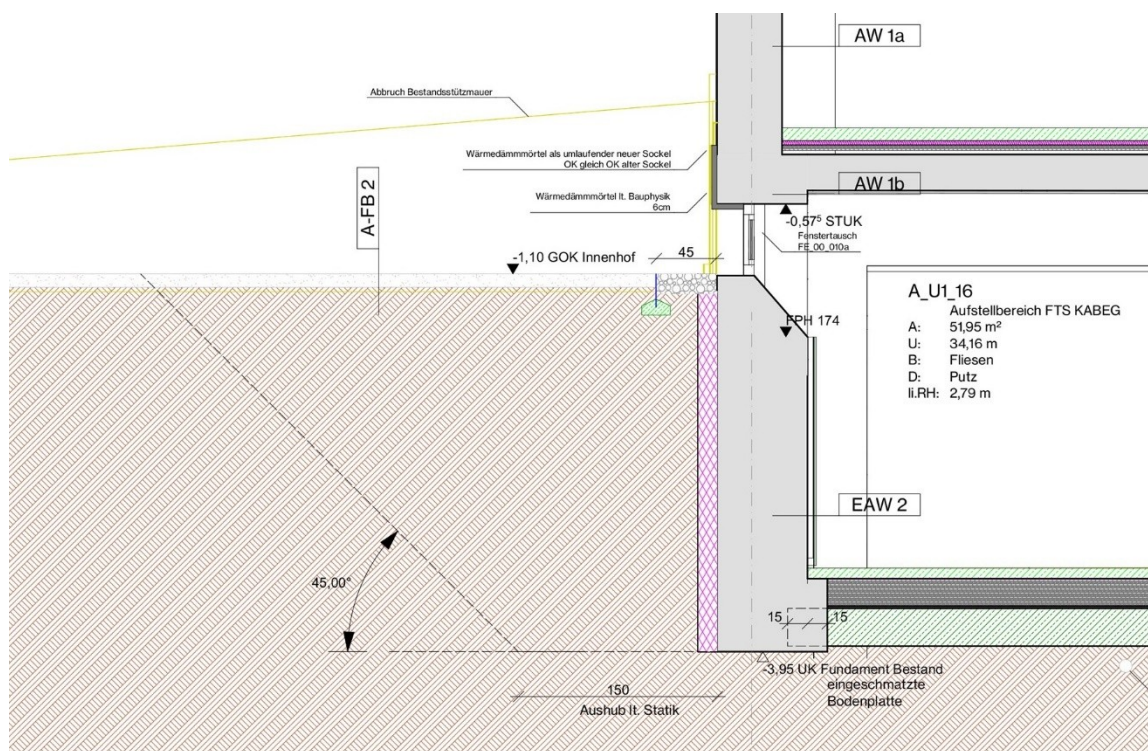 AW 1a
Abbruch Bestandsstützmauer
Wärmedämmmörtel als umlaufender neuer Sockel
OK gleich OK alter Sockel
AW 1b
Wärmedämmmörtel lt. Bauphysik
6cm
A-FB 2
-0,57⁵ STUK
Fenstertausch
FE_00_010a
-1,10 GOK Innenhof
45
A_U1_16
Aufstellbereich FTS KABEG
A: 51,95 m²
U: 34,16 m
B: Fliesen
D: Putz
li.RH: 2,79 m
FPH 174
EAW 2
45,00°
15
15
-3,95 UK Fundament Bestand
eingeschmatzte
Bodenplatte
150
Aushub lt. Statik